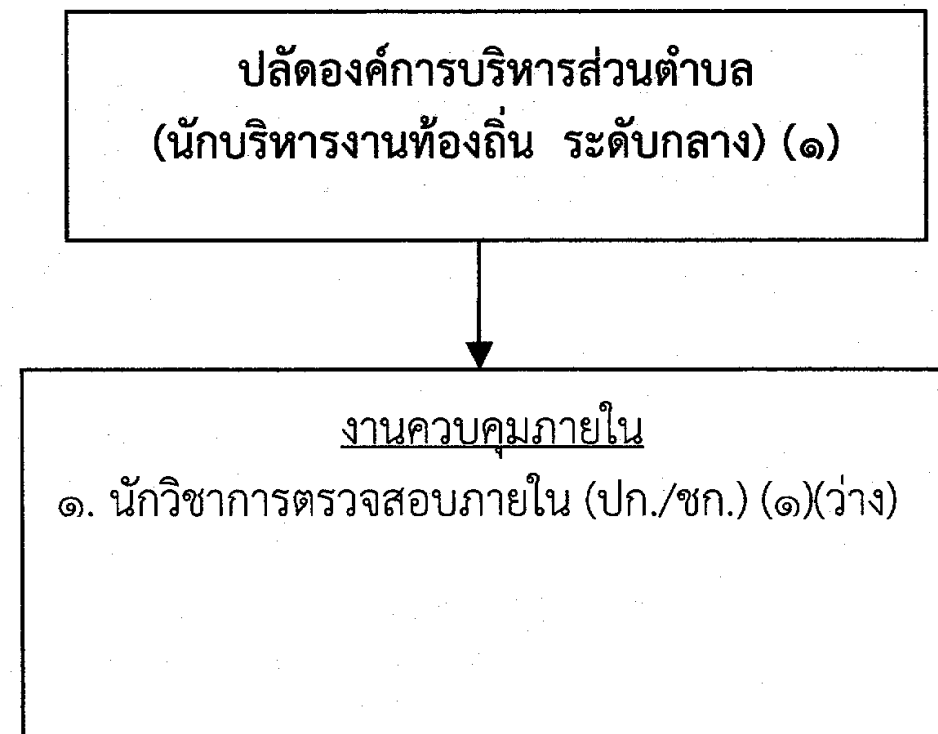 ปลัดองค์การบริหารส่วนตำบล
(นักบริหารงานท้องถิ่น ระดับกลาง) (๑)
งานควบคุมภายใน
๑. นักวิชาการตรวจสอบภายใน (ปก./ชก.) (๑)(ว่าง)